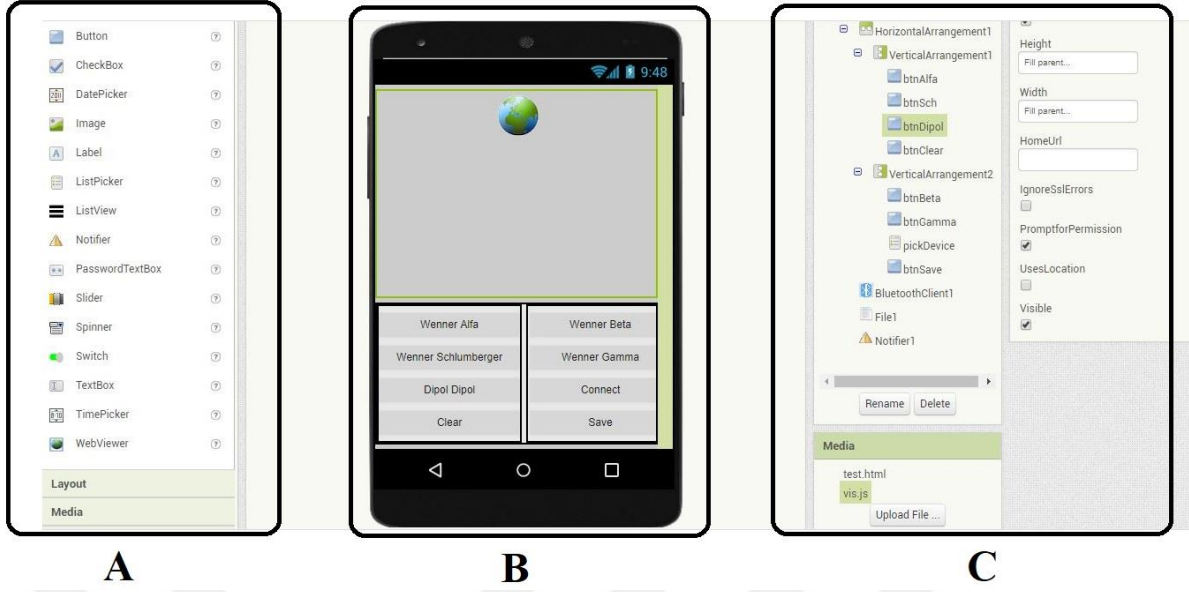 Button
CheckBox
DatePicker
Image
Label
ListPicker
ListView
Notifier
PasswordTextBox
Slider
Spinner
Switch
TextBox
TimePicker
WebViewer
Layout
Media
9:48
Wenner Alfa
Wenner Beta
Wenner Schlumberger
Wenner Gamma
Dipol Dipol
Connect
Clear
Save
HorizontalArrangement1
VerticalArrangement1
btnAlfa
btnSch
btnDipol
btnClear
VerticalArrangement2
btnBeta
btnGamma
pickDevice
btnSave
BluetoothClient1
File1
Notifier1
Rename Delete
Media
test.html
vis.js
Upload File ...
Height
Fill parent...
Width
Fill parent...
HomeUrl
IgnoreSslErrors
PromptforPermission
UsesLocation
Visible
A
B
C